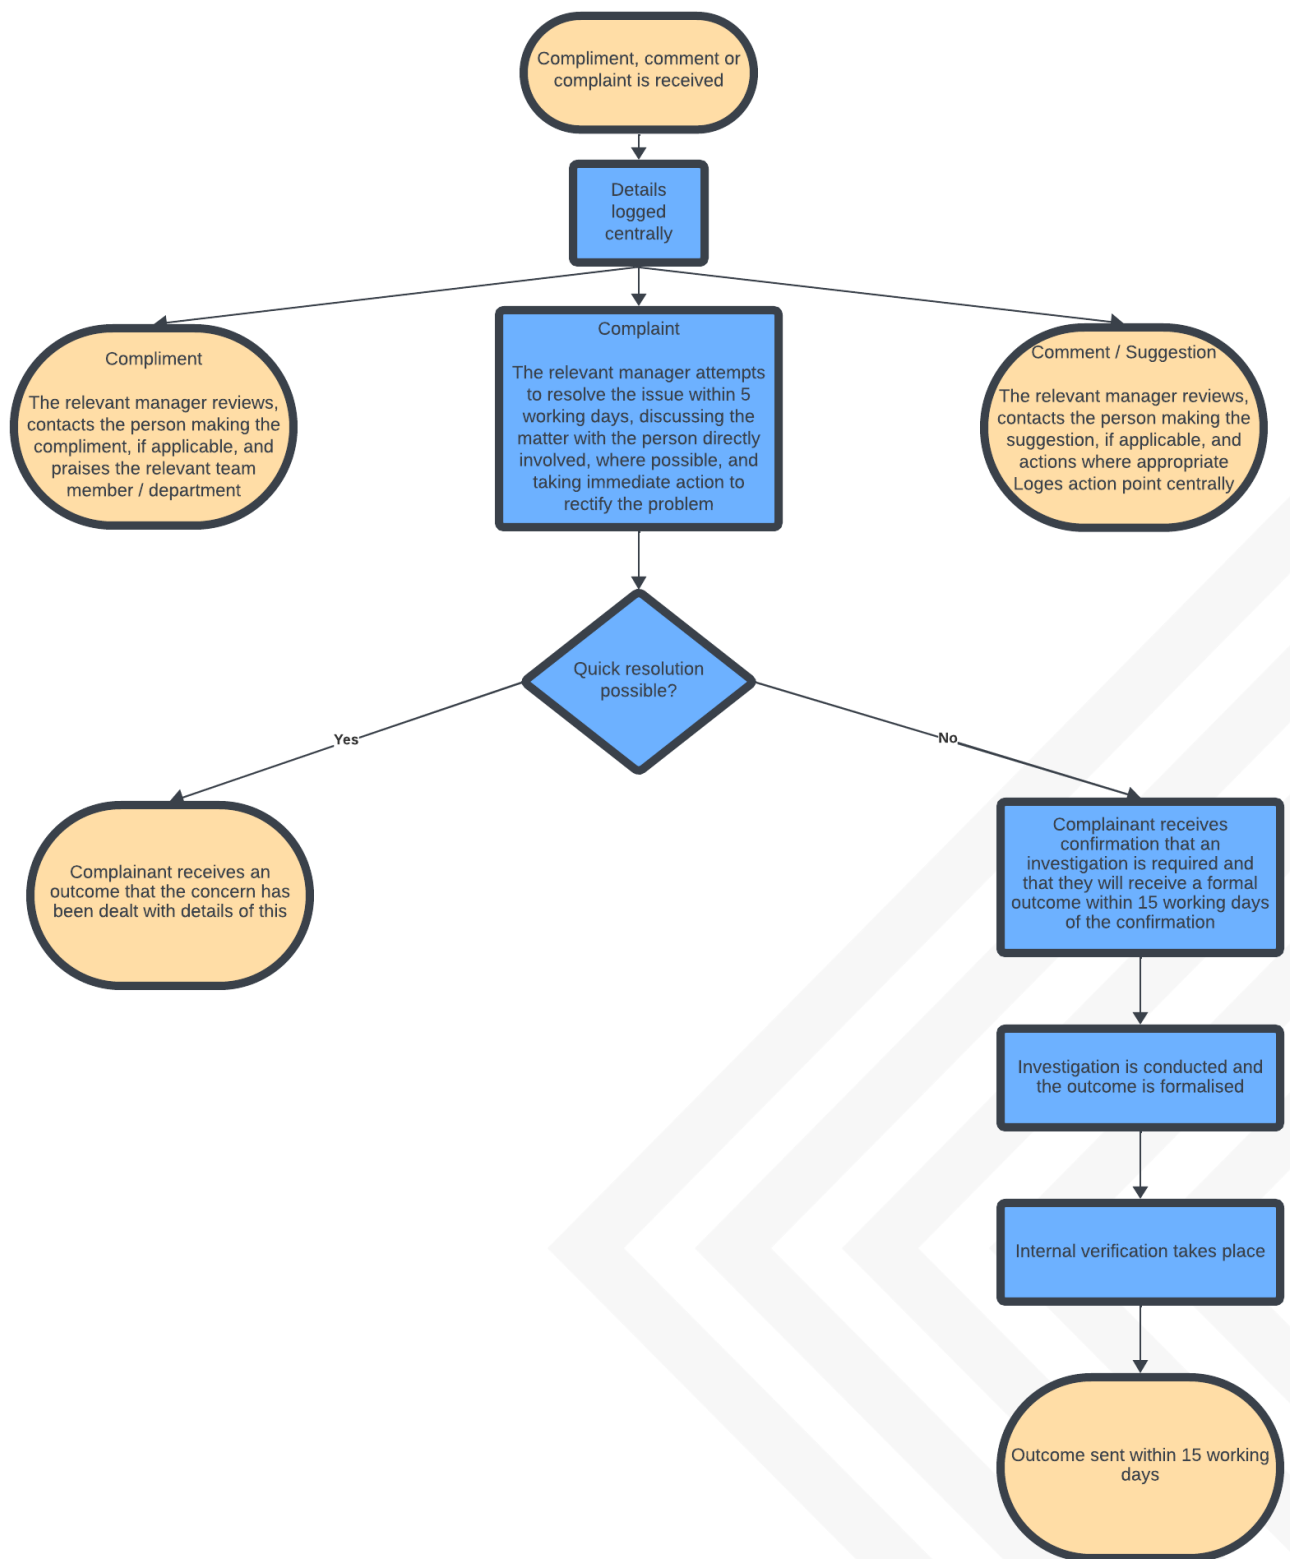 Compliment, comment or
complaint is received
Details
logged
centrally
Compliment
The relevant manager reviews,
contacts the person making the
compliment, if applicable, and
praises the relevant team
member / department
Complaint
The relevant manager attempts
to resolve the issue within 5
working days, discussing the
matter with the person directly
involved, where possible, and
taking immediate action to
rectify the problem
Comment / Suggestion
The relevant manager reviews,
contacts the person making the
suggestion, if applicable, and
actions where appropriate
Loges action point centrally
Quick resolution
possible?
Yes
No
Complainant receives an
outcome that the concern has
been dealt with details of this
Complainant receives
confirmation that an
investigation is required and
that they will receive a formal
outcome within 15 working days
of the confirmation
Investigation is conducted and
the outcome is formalised
Internal verification takes place
Outcome sent within 15 working
days